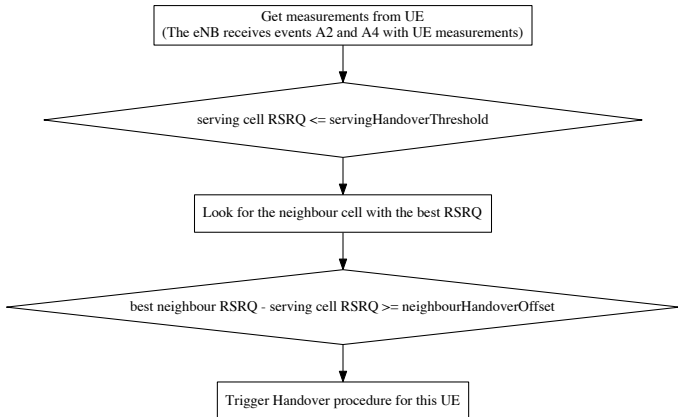 Get measurements from UE
(The eNB receives events A2 and A4 with UE measurements)
serving cell RSRQ <= servingHandoverThreshold
Look for the neighbour cell with the best RSRQ
best neighbour RSRQ - serving cell RSRQ >= neighbourHandoverOffset
Trigger Handover procedure for this UE